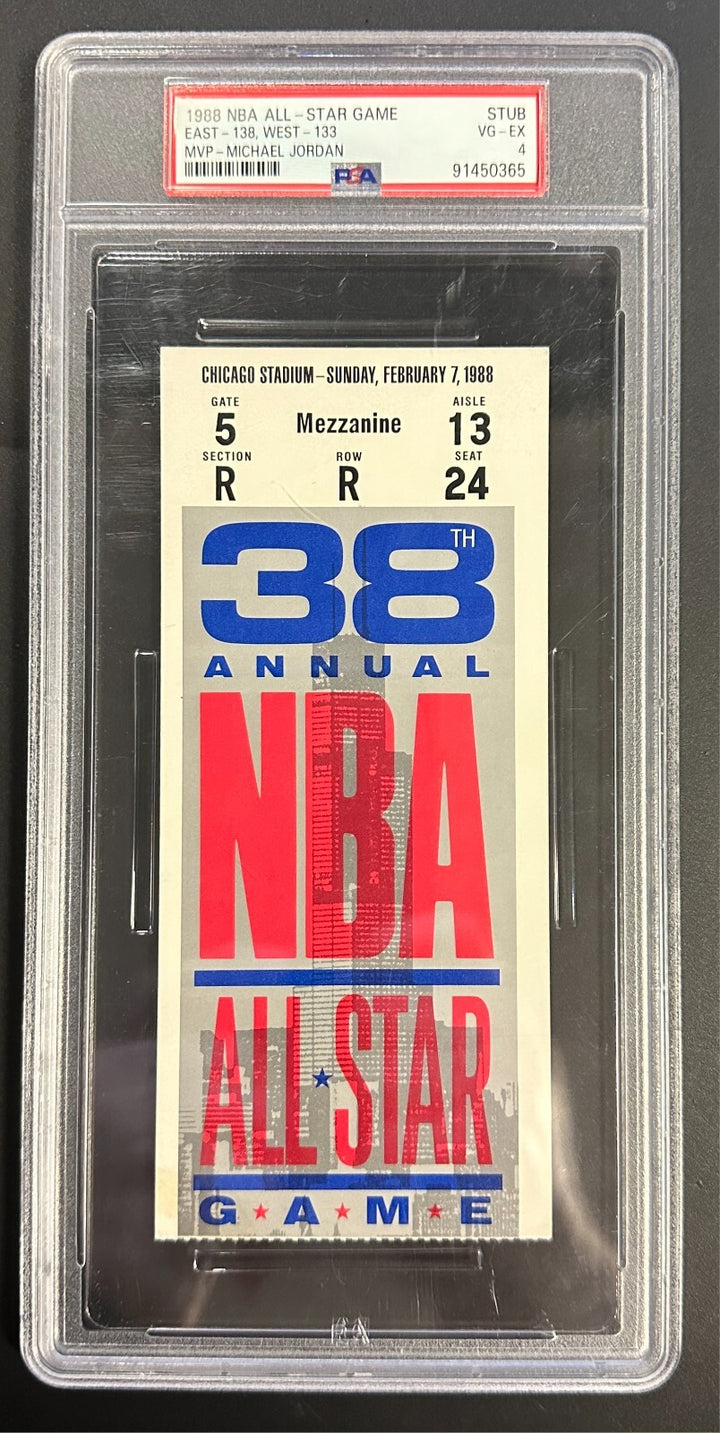 1988 NBA ALL-STAR GAME STUB
EAST-138, WEST-133 VG-EX
MVP-MICHAEL JORDAN 4
PSA 91450365
CHICAGO STADIUM-SUNDAY, FEBRUARY 7, 1988
GATE AISLE
5 Mezzanine 13
SECTION ROW SEAT
R R 24
38TH
ANNUAL
NBA
ALL★STAR
G★A★M★E
PSA